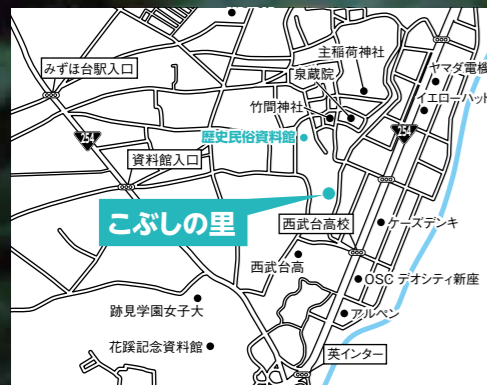 主稲荷神社
みずほ台駅入口
泉蔵院
ヤマダ電機
イエローハット
竹間神社
254
254
歴史民俗資料館
資料館入口
こぶしの里
西武台高校
ケーズデンキ
西武台高
OSC デオシティ新座
跡見学園女子大
アルペン
花蹊記念資料館
英インター